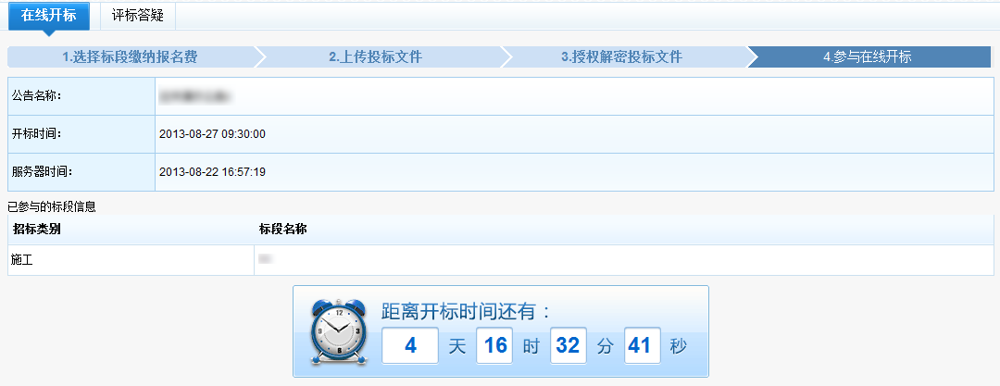 在线开标 评标答疑
1.选择标段缴纳报名费 2.上传投标文件 3.授权解密投标文件 4.参与在线开标
公告名称：
开标时间： 2013-08-27 09:30:00
服务器时间： 2013-08-22 16:57:19
已参与的标段信息
招标类别 标段名称
施工
距离开标时间还有：
4 天 16 时 32 分 41 秒